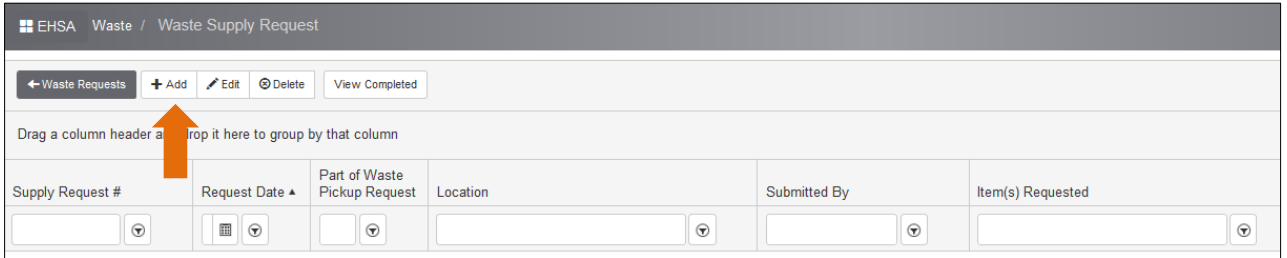 EHSA Waste / Waste Supply Request
Waste Requests Add Edit Delete View Completed
Drag a column header and drop it here to group by that column
Supply Request # Request Date Part of Waste Pickup Request Location Submitted By Item(s) Requested